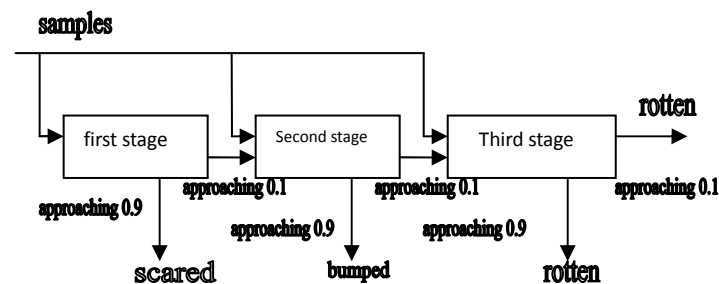 samples
first stage
Second stage
Third stage
rotten
approaching 0.9
approaching 0.1
approaching 0.9
approaching 0.1
approaching 0.9
approaching 0.1
scared
bumped
rotten